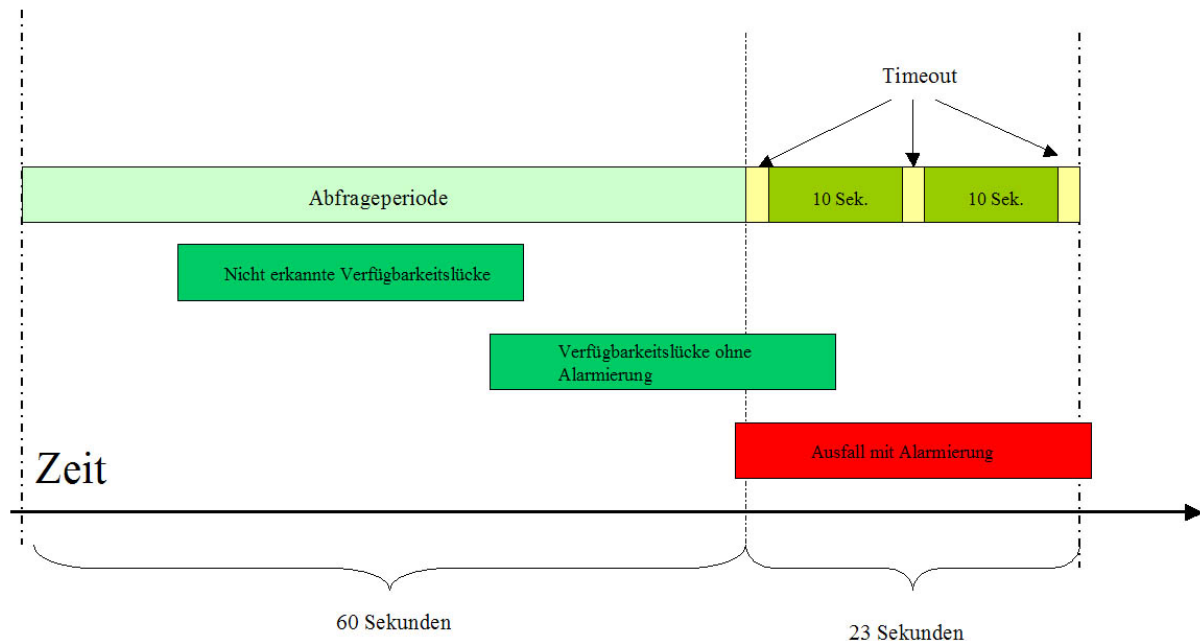 Timeout
Abfrageperiode
10 Sek.
10 Sek.
Nicht erkannte Verfügbarkeitslücke
Verfügbarkeitslücke ohne
Alarmierung
Ausfall mit Alarmierung
Zeit
60 Sekunden
23 Sekunden